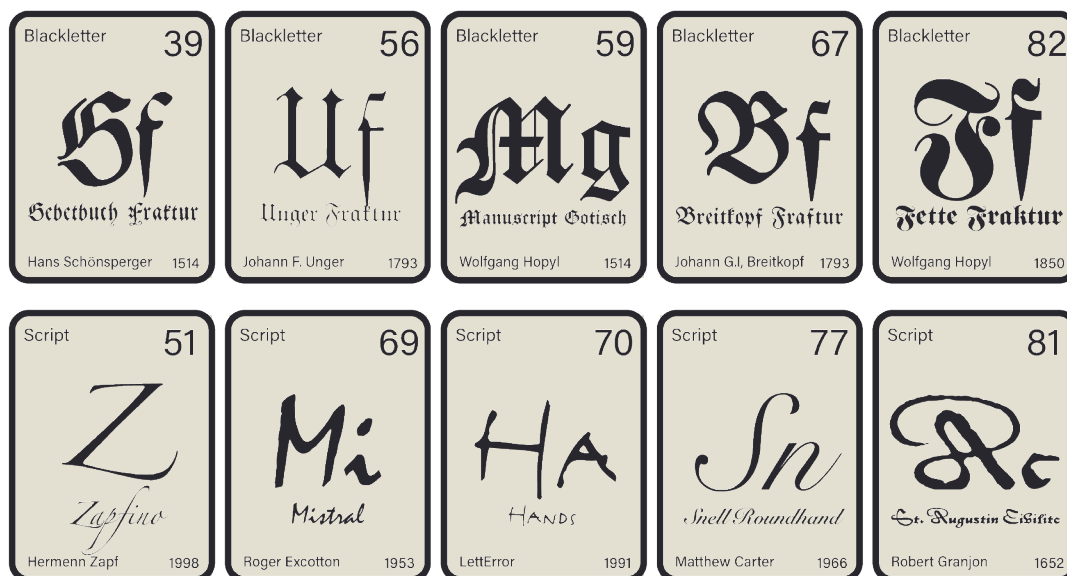 Blackletter 39
Gf
Gebetbuch Fraktur
Hans Schönsperger 1514
Blackletter 56
Uf
Unger Fraktur
Johann F. Unger 1793
Blackletter 59
Mg
Manuscript Gotisch
Wolfgang Hopyl 1514
Blackletter 67
Bf
Breitkopf Fraktur
Johann G.I, Breitkopf 1793
Blackletter 82
Ff
Fette Fraktur
Wolfgang Hopyl 1850
Script 51
Z
Zapfino
Hermenn Zapf 1998
Script 69
Mi
Mistral
Roger Excotton 1953
Script 70
HA
HANDS
LettError 1991
Script 77
Sn
Snell Roundhand
Matthew Carter 1966
Script 81
Ac
St. Augustin Civilite
Robert Granjon 1652